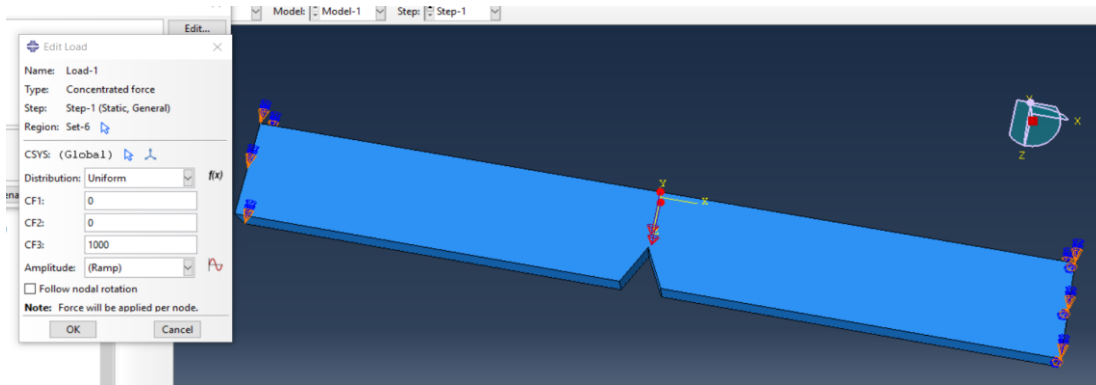 Model: Model-1 Step: Step-1
Edit...
Edit Load
Name: Load-1
Type: Concentrated force
Step: Step-1 (Static, General)
Region: Set-6
CSYS: (Global)
Distribution: Uniform f(x)
CF1: 0
CF2: 0
CF3: 1000
Amplitude: (Ramp)
Follow nodal rotation
Note: Force will be applied per node.
OK Cancel
Y
X
Z
Y
X